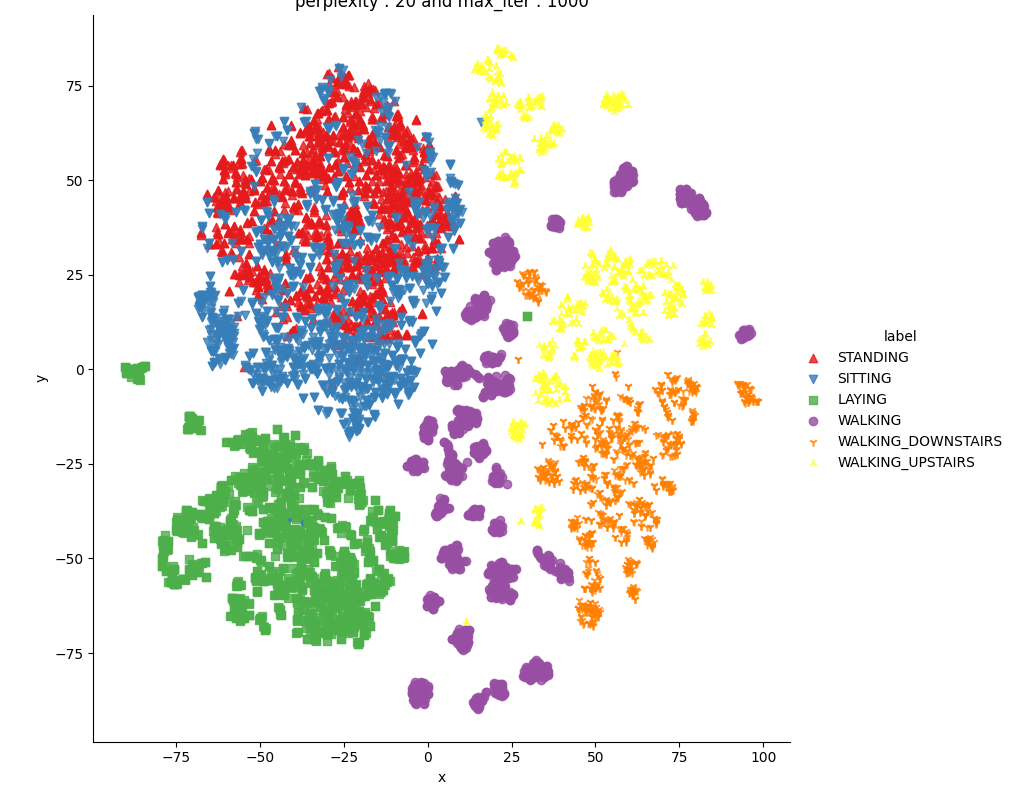 perplexity : 20 and max_iter : 1000
75
50
25
0
−25
−50
−75
y
−75 −50 −25 0 25 50 75 100
x
label
STANDING
SITTING
LAYING
WALKING
WALKING_DOWNSTAIRS
WALKING_UPSTAIRS